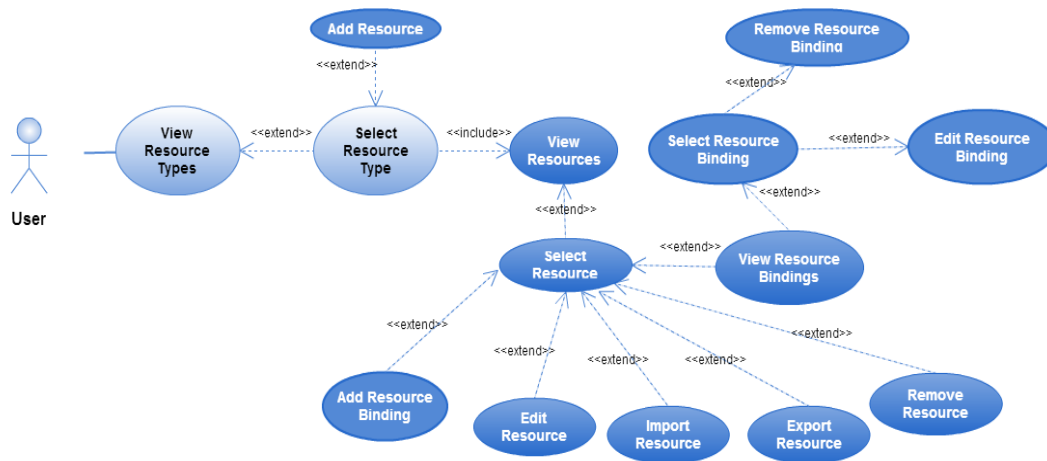 Add Resource
Remove Resource
Binding
<<extend>>
<<extend>>
View
Resource
Types
<<extend>>
Select
Resource
Type
<<include>>
View
Resources
Select Resource
Binding
<<extend>>
Edit Resource
Binding
User
<<extend>>
<<extend>>
Select
Resource
<<extend>>
View Resource
Bindings
<<extend>>
<<extend>>
<<extend>>
<<extend>>
<<extend>>
Add Resource
Binding
Edit
Resource
Import
Resource
Export
Resource
Remove
Resource